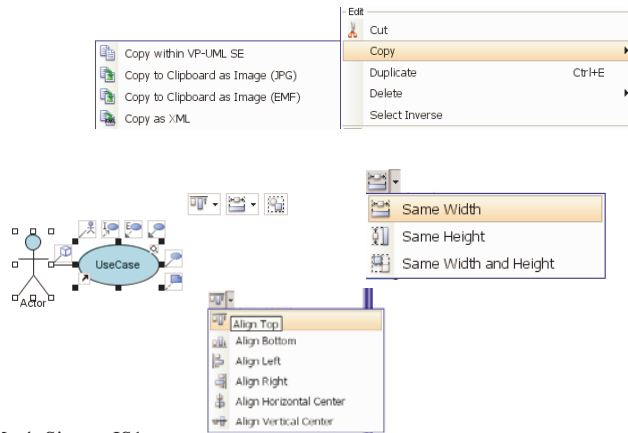 Edit
Cut
Copy
Duplicate Ctrl+E
Delete
Select Inverse
Copy within VP-UML SE
Copy to Clipboard as Image (JPG)
Copy to Clipboard as Image (EMF)
Copy as XML
Same Width
Same Height
Same Width and Height
UseCase
Actor
Align Top
Align Bottom
Align Left
Align Right
Align Horizontal Center
Align Vertical Center